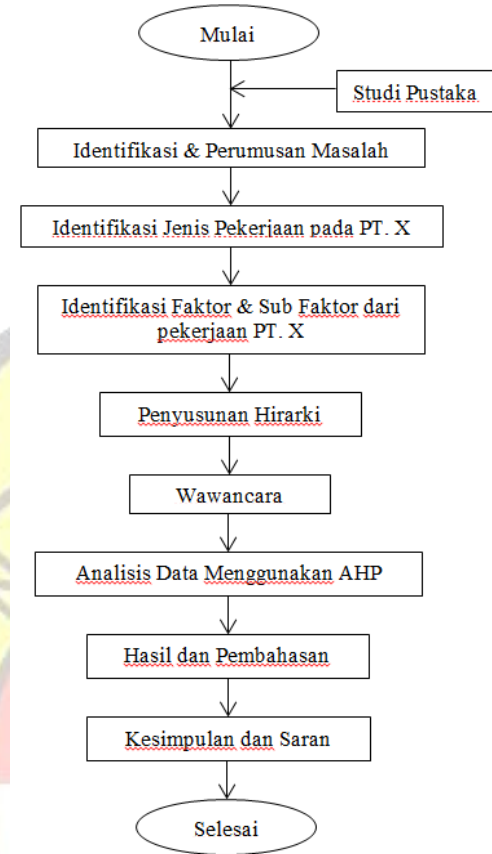 Mulai
Studi Pustaka
Identifikasi & Perumusan Masalah
Identifikasi Jenis Pekerjaan pada PT. X
Identifikasi Faktor & Sub Faktor dari
pekerjaan PT. X
Penyusunan Hirarki
Wawancara
Analisis Data Menggunakan AHP
Hasil dan Pembahasan
Kesimpulan dan Saran
Selesai